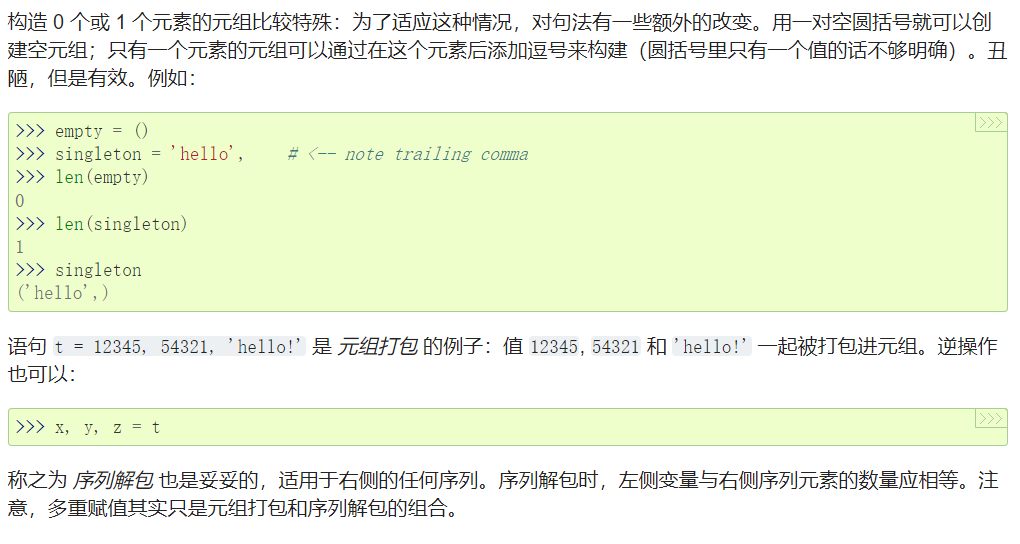 构造 0 个或 1 个元素的元组比较特殊：为了适应这种情况，对句法有一些额外的改变。用一对空圆括号就可以创
建空元组；只有一个元素的元组可以通过在这个元素后添加逗号来构建（圆括号里只有一个值的话不够明确）。丑
陋，但是有效。例如：
>>>
>>> empty = ()
>>> singleton = 'hello',    # <-- note trailing comma
>>> len(empty)
0
>>> len(singleton)
1
>>> singleton
('hello',)
语句 t = 12345, 54321, 'hello!' 是 元组打包 的例子：值 12345, 54321 和 'hello!' 一起被打包进元组。逆操作
也可以：
>>>
>>> x, y, z = t
称之为 序列解包 也是妥妥的，适用于右侧的任何序列。序列解包时，左侧变量与右侧序列元素的数量应相等。注
意，多重赋值其实只是元组打包和序列解包的组合。